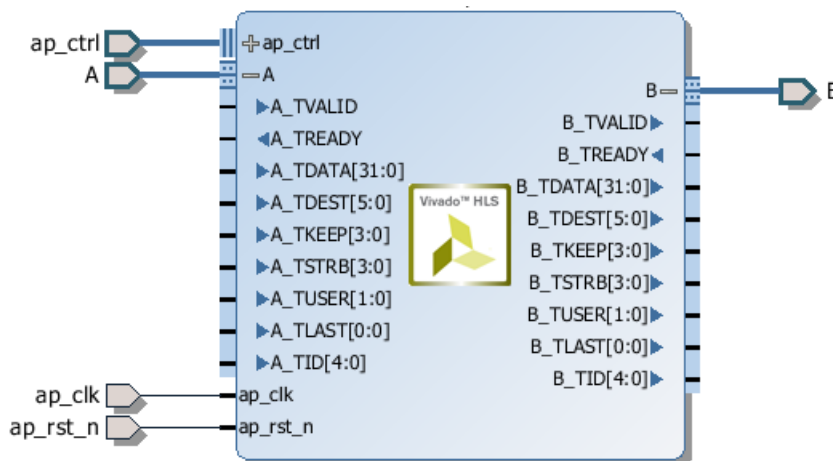 ap_ctrl
A
ap_clk
ap_rst_n
ap_ctrl
A
A_TVALID
A_TREADY
A_TDATA[31:0]
A_TDEST[5:0]
A_TKEEP[3:0]
A_TSTRB[3:0]
A_TUSER[1:0]
A_TLAST[0:0]
A_TID[4:0]
ap_clk
ap_rst_n
Vivado™ HLS
B
B_TVALID
B_TREADY
B_TDATA[31:0]
B_TDEST[5:0]
B_TKEEP[3:0]
B_TSTRB[3:0]
B_TUSER[1:0]
B_TLAST[0:0]
B_TID[4:0]